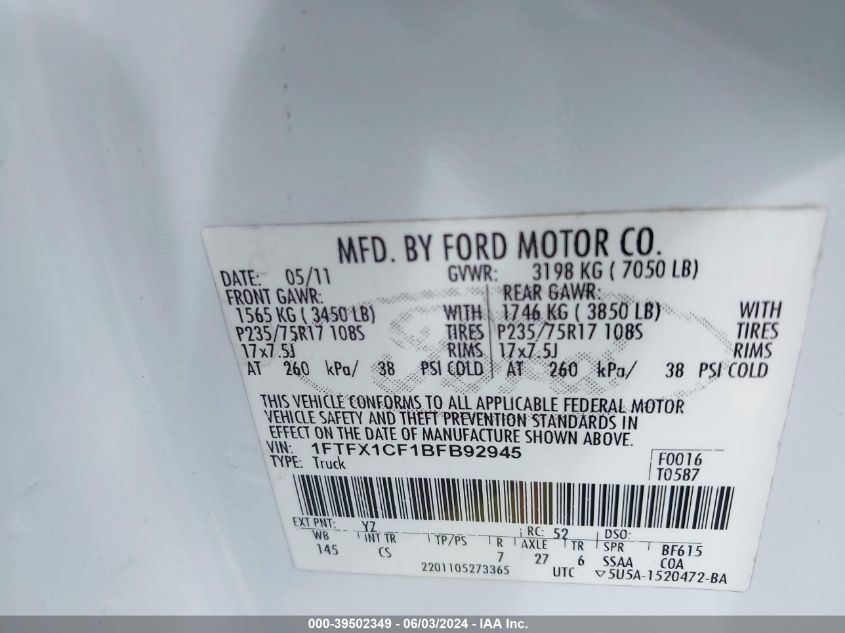 MFD. BY FORD MOTOR CO.
DATE: 05/11 GVWR: 3198 KG ( 7050 LB)
FRONT GAWR: REAR GAWR:
1565 KG ( 3450 LB) WITH 1746 KG ( 3850 LB) WITH
P235/75R17 108S TIRES P235/75R17 108S TIRES
17x7.5J RIMS 17x7.5J RIMS
AT 260 kPa/ 38 PSI COLD AT 260 kPa/ 38 PSI COLD
THIS VEHICLE CONFORMS TO ALL APPLICABLE FEDERAL MOTOR
VEHICLE SAFETY AND THEFT PREVENTION STANDARDS IN
EFFECT ON THE DATE OF MANUFACTURE SHOWN ABOVE.
VIN: 1FTFX1CF1BFB92945
TYPE: Truck
F0016
T0587
EXT PNT: YZ RC: 52 DSO:
WB INT TR TP/PS R AXLE TR SPR BF615
145 CS 7 27 6 SSAA COA
2201105273365 UTC ▽5U5A-1520472-BA
000-39502349 - 06/03/2024 - IAA Inc.